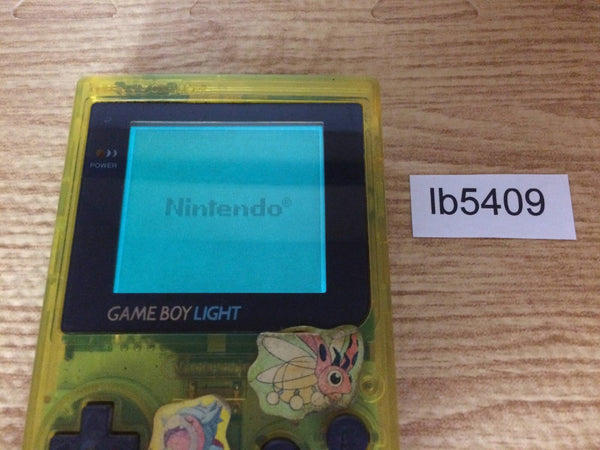 POWER
Nintendo®
GAME BOY LIGHT
lb5409